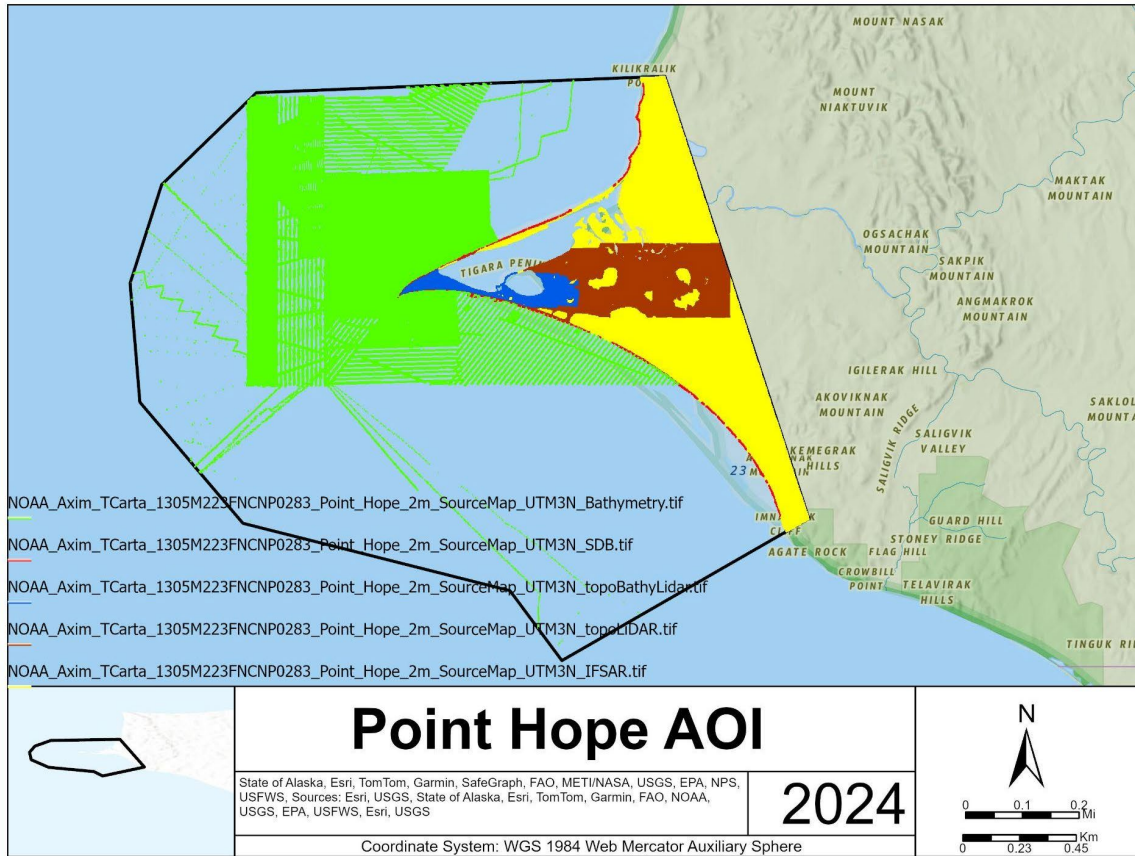 MOUNT NASAK
KILIKRALIK
PO
MOUNT
NIAKTUVIK
MAKTAK
MOUNTAIN
OGSACHAK
MOUNTAIN
SAKPIK
MOUNTAIN
TIGARA PENIN
ANGMAKROK
MOUNTAIN
IGILERAK HILL
AKOVIKNAK
MOUNTAIN
SAKLOL
MOUNTA
SALIGVIK RIDGE
SALIGVIK
VALLEY
KEMEGRAK
HILLS
23
NOAA_Axim_TCarta_1305M223FNCNP0283_Point_Hope_2m_SourceMap_UTM3N_Bathymetry.tif
GUARD HILL
STONEY RIDGE
NOAA_Axim_TCarta_1305M223FNCNP0283_Point_Hope_2m_SourceMap_UTM3N_SDB.tif
AGATE ROCK
FLAG HILL
CROWBILL
POINT
TELAVIRAK
HILLS
NOAA_Axim_TCarta_1305M223FNCNP0283_Point_Hope_2m_SourceMap_UTM3N_topoBathyLidar.tif
NOAA_Axim_TCarta_1305M223FNCNP0283_Point_Hope_2m_SourceMap_UTM3N_topoLiDAR.tif
TINGUK RID
NOAA_Axim_TCarta_1305M223FNCNP0283_Point_Hope_2m_SourceMap_UTM3N_IFSAR.tif
Point Hope AOI
State of Alaska, Esri, TomTom, Garmin, SafeGraph, FAO, METI/NASA, USGS, EPA, NPS,
USFWS, Sources: Esri, USGS, State of Alaska, Esri, TomTom, Garmin, FAO, NOAA,
USGS, EPA, USFWS, Esri, USGS
2024
Coordinate System: WGS 1984 Web Mercator Auxiliary Sphere
N
0 0.1 0.2
Mi
Km
0 0.23 0.45